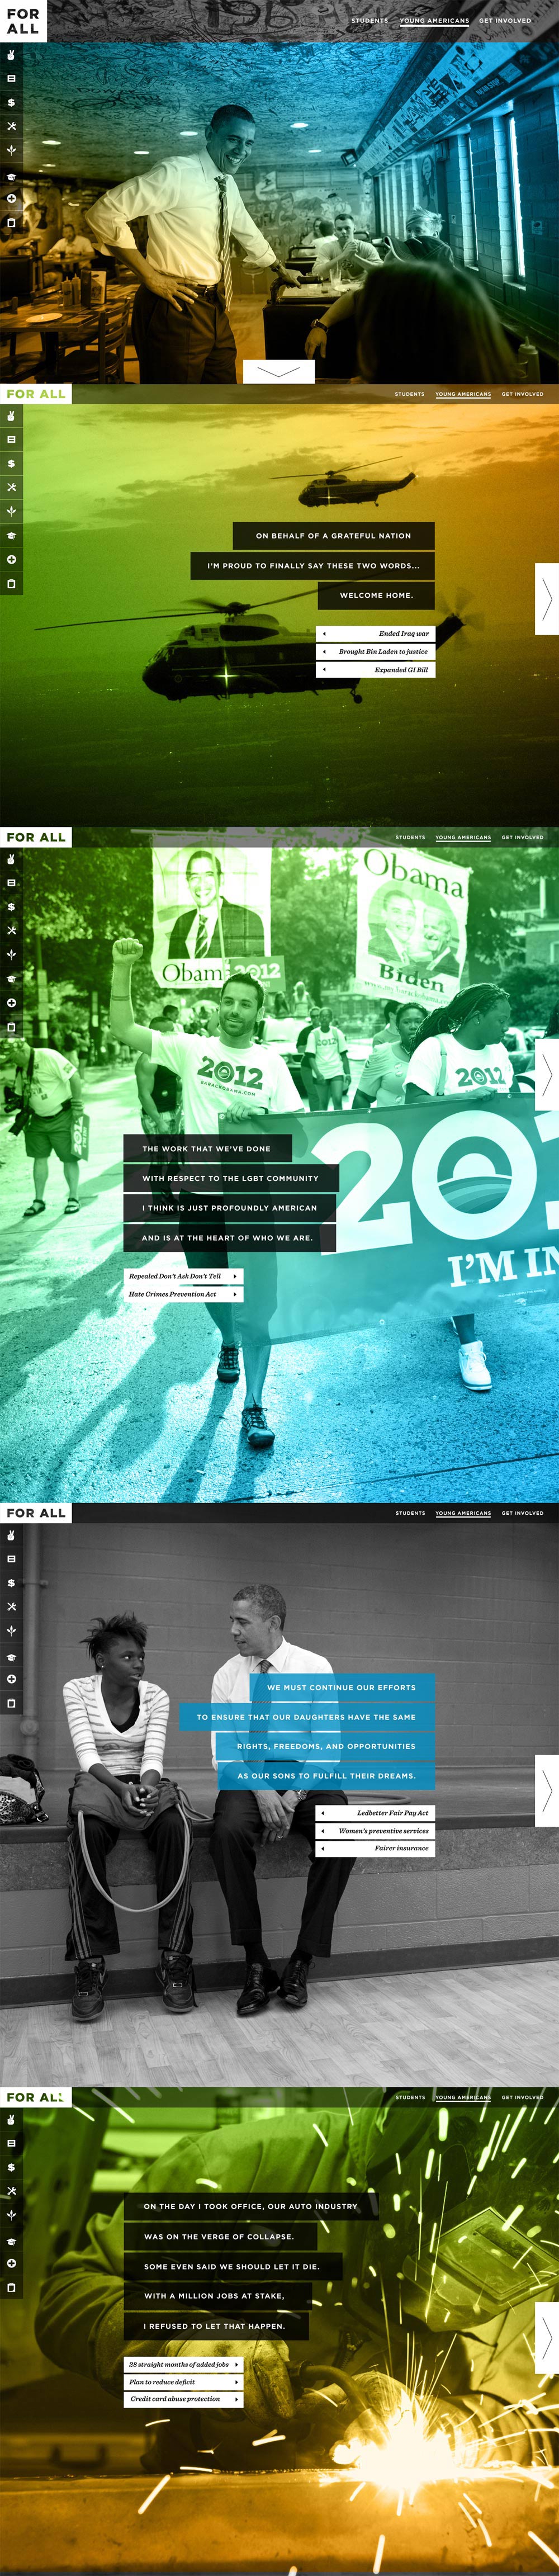 FOR
ALL
STUDENTS YOUNG AMERICANS GET INVOLVED
FOR ALL
STUDENTS YOUNG AMERICANS GET INVOLVED
ON BEHALF OF A GRATEFUL NATION
I'M PROUD TO FINALLY SAY THESE TWO WORDS...
WELCOME HOME.
Ended Iraq war
Brought Bin Laden to justice
Expanded GI Bill
FOR ALL
STUDENTS YOUNG AMERICANS GET INVOLVED
Obama
Biden
Obam 2012
2012
BARACKOBAMA.COM
2012
2012
201
I'M IN
THE WORK THAT WE'VE DONE
WITH RESPECT TO THE LGBT COMMUNITY
I THINK IS JUST PROFOUNDLY AMERICAN
AND IS AT THE HEART OF WHO WE ARE.
Repealed Don't Ask Don't Tell
Hate Crimes Prevention Act
FOR ALL
STUDENTS YOUNG AMERICANS GET INVOLVED
WE MUST CONTINUE OUR EFFORTS
TO ENSURE THAT OUR DAUGHTERS HAVE THE SAME
RIGHTS, FREEDOMS, AND OPPORTUNITIES
AS OUR SONS TO FULFILL THEIR DREAMS.
Ledbetter Fair Pay Act
Women's preventive services
Fairer insurance
FOR ALL
STUDENTS YOUNG AMERICANS GET INVOLVED
ON THE DAY I TOOK OFFICE, OUR AUTO INDUSTRY
WAS ON THE VERGE OF COLLAPSE.
SOME EVEN SAID WE SHOULD LET IT DIE.
WITH A MILLION JOBS AT STAKE,
I REFUSED TO LET THAT HAPPEN.
28 straight months of added jobs
Plan to reduce deficit
Credit card abuse protection